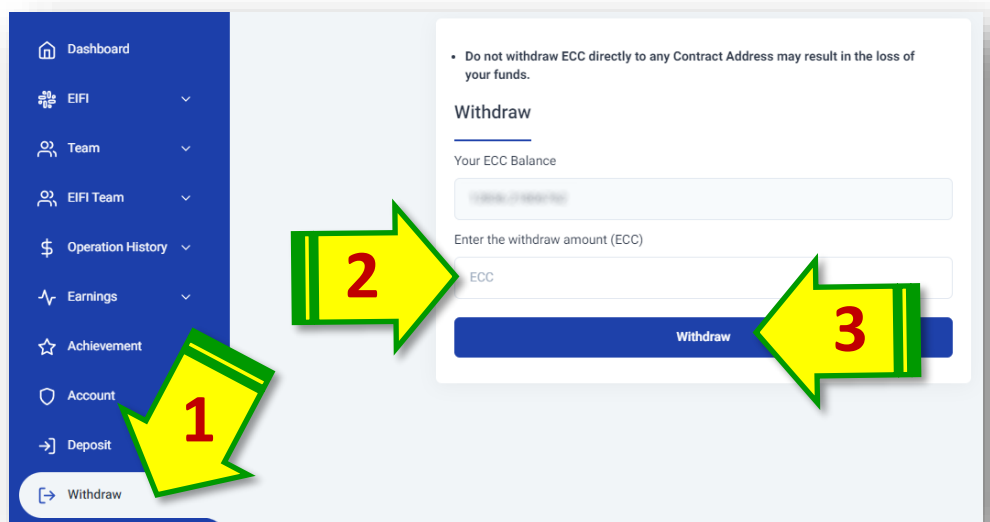 Dashboard
EIFI
Team
EIFI Team
Operation History
Earnings
Achievement
Account
Deposit
Withdraw
1
• Do not withdraw ECC directly to any Contract Address may result in the loss of
your funds.
Withdraw
Your ECC Balance
Enter the withdraw amount (ECC)
2
ECC
Withdraw
3